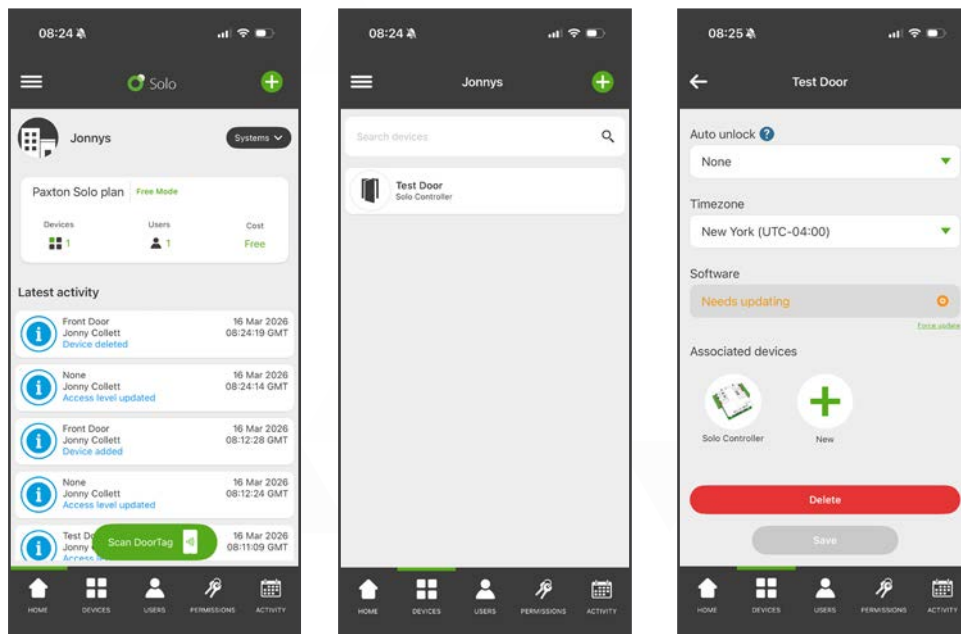 08:24
Solo
Jonnys
Systems
Paxton Solo plan
Free Mode
Devices
Users
Cost
1
1
Free
Latest activity
Front Door
16 Mar 2026
Jonny Collett
08:24:19 GMT
Device deleted
None
16 Mar 2026
Jonny Collett
08:24:14 GMT
Access level updated
Front Door
16 Mar 2026
Jonny Collett
08:12:28 GMT
Device added
None
16 Mar 2026
Jonny Collett
08:12:24 GMT
Access level updated
Test
16 Mar 2026
Jonny
08:11:09 GMT
Access
Scan DoorTag
HOME
DEVICES
USERS
PERMISSIONS
ACTIVITY
08:24
Jonnys
Search devices
Test Door
Solo Controller
HOME
DEVICES
USERS
PERMISSIONS
ACTIVITY
08:25
Test Door
Auto unlock ?
None
Timezone
New York (UTC-04:00)
Software
Needs updating
Force update
Associated devices
Solo Controller
New
Delete
Save
HOME
DEVICES
USERS
PERMISSIONS
ACTIVITY